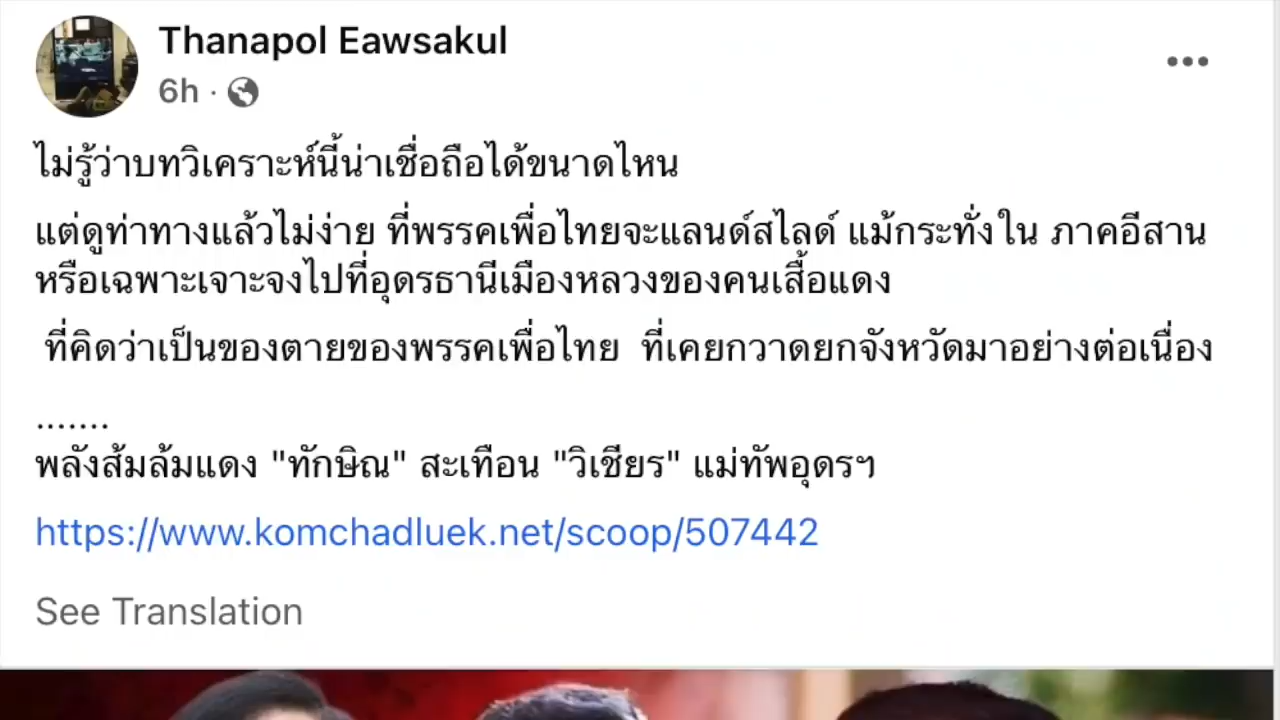 Thanapol Eawsakul
6h ·
ไม่รู้ว่าบทวิเคราะห์นี้น่าเชื่อถือได้ขนาดไหน
แต่ดูท่าทางแล้วไม่ง่าย ที่พรรคเพื่อไทยจะแลนด์สไลด์ แม้กระทั่งใน ภาคอีสาน
หรือเฉพาะเจาะจงไปที่อุดรธานีเมืองหลวงของคนเสื้อแดง
ที่คิดว่าเป็นของตายของพรรคเพื่อไทย ที่เคยกวาดยกจังหวัดมาอย่างต่อเนื่อง
.......
พลังส้มล้มแดง "ทักษิณ" สะเทือน "วิเชียร" แม่ทัพอุดรฯ
https://www.komchadluek.net/scoop/507442
See Translation